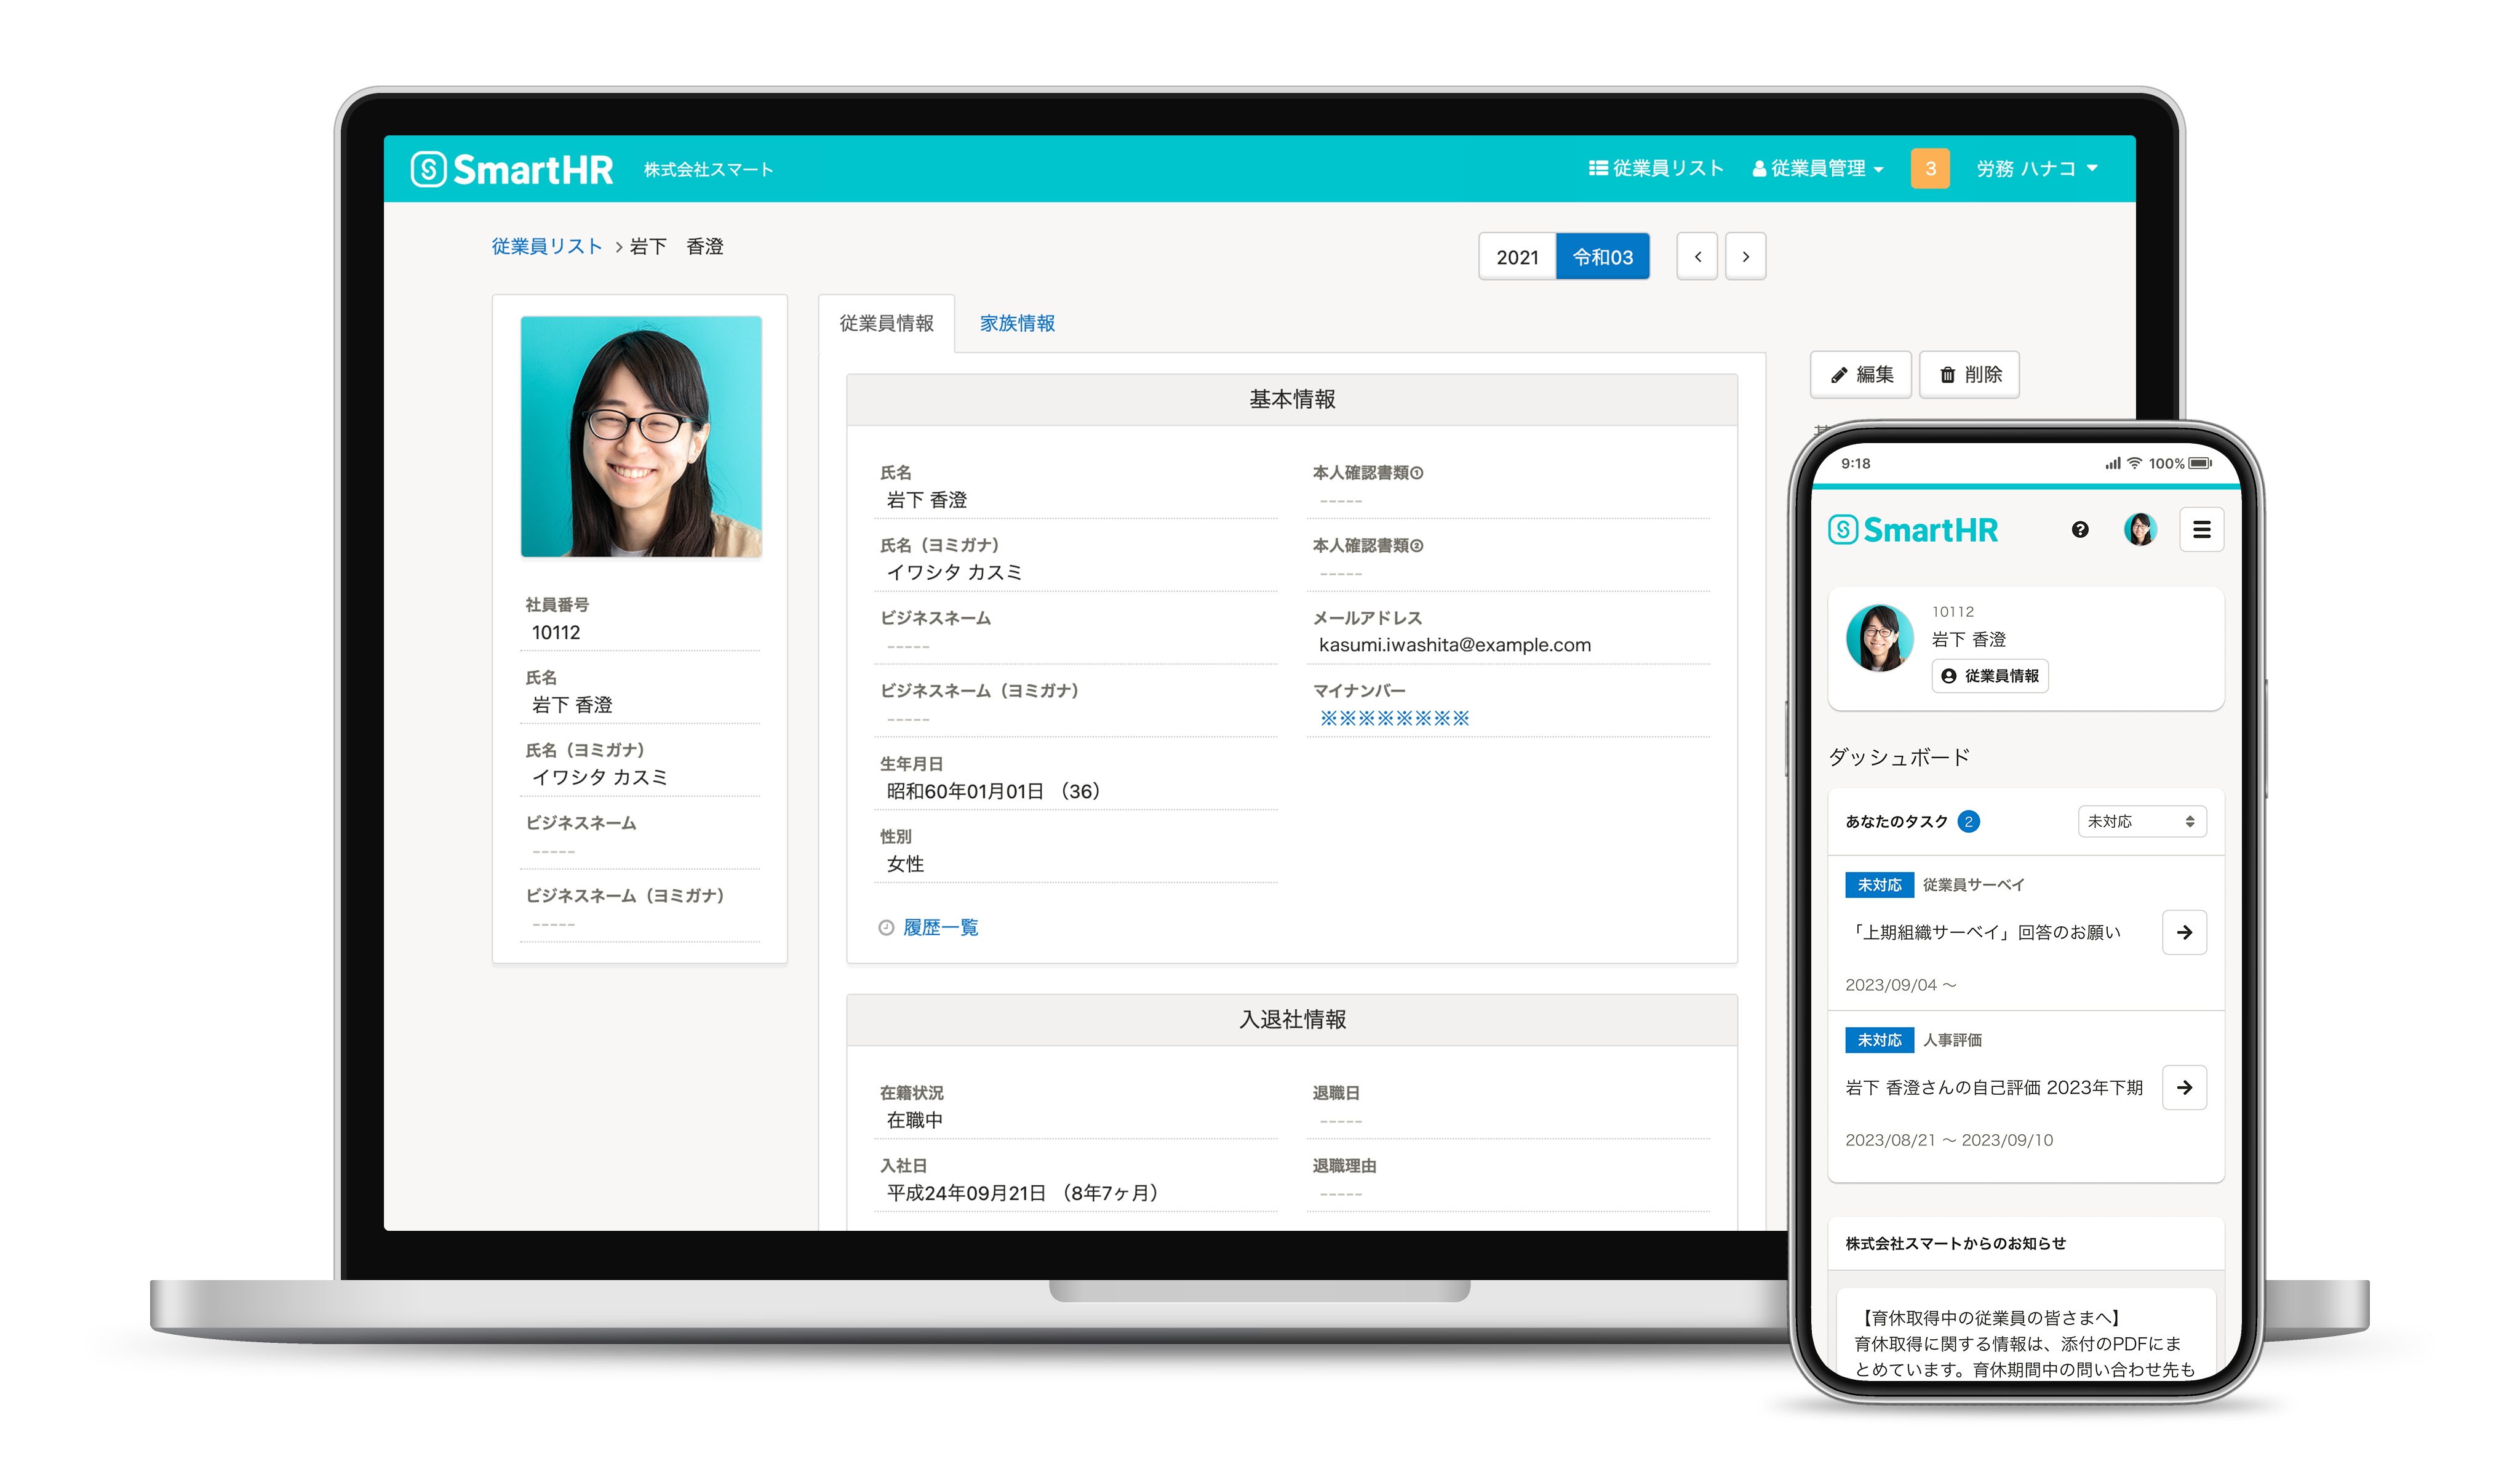 SmartHR
株式会社スマート
従業員リスト
従業員管理
3
労務 ハナコ
従業員リスト > 岩下 香澄
2021
令和03
従業員情報
家族情報
編集
削除
社員番号
10112
氏名
岩下 香澄
氏名（ヨミガナ）
イワシタ カスミ
ビジネスネーム
-----
ビジネスネーム（ヨミガナ）
-----
基本情報
氏名
岩下 香澄
氏名（ヨミガナ）
イワシタ カスミ
ビジネスネーム
-----
ビジネスネーム（ヨミガナ）
-----
生年月日
昭和60年01月01日 （36）
性別
女性
履歴一覧
本人確認書類①
-----
本人確認書類②
-----
メールアドレス
kasumi.iwashita@example.com
マイナンバー
※※※※※※※※
入退社情報
在籍状況
在職中
入社日
平成24年09月21日 （8年7ヶ月）
退職日
-----
退職理由
-----
9:18
100%
SmartHR
10112
岩下 香澄
従業員情報
ダッシュボード
あなたのタスク 2
未対応
未対応 従業員サーベイ
「上期組織サーベイ」回答のお願い
2023/09/04 〜
未対応 人事評価
岩下 香澄さんの自己評価 2023年下期
2023/08/21 〜 2023/09/10
株式会社スマートからのお知らせ
【育休取得中の従業員の皆さまへ】
育休取得に関する情報は、添付のPDFにま
とめています。育休期間中の問い合わせ先も